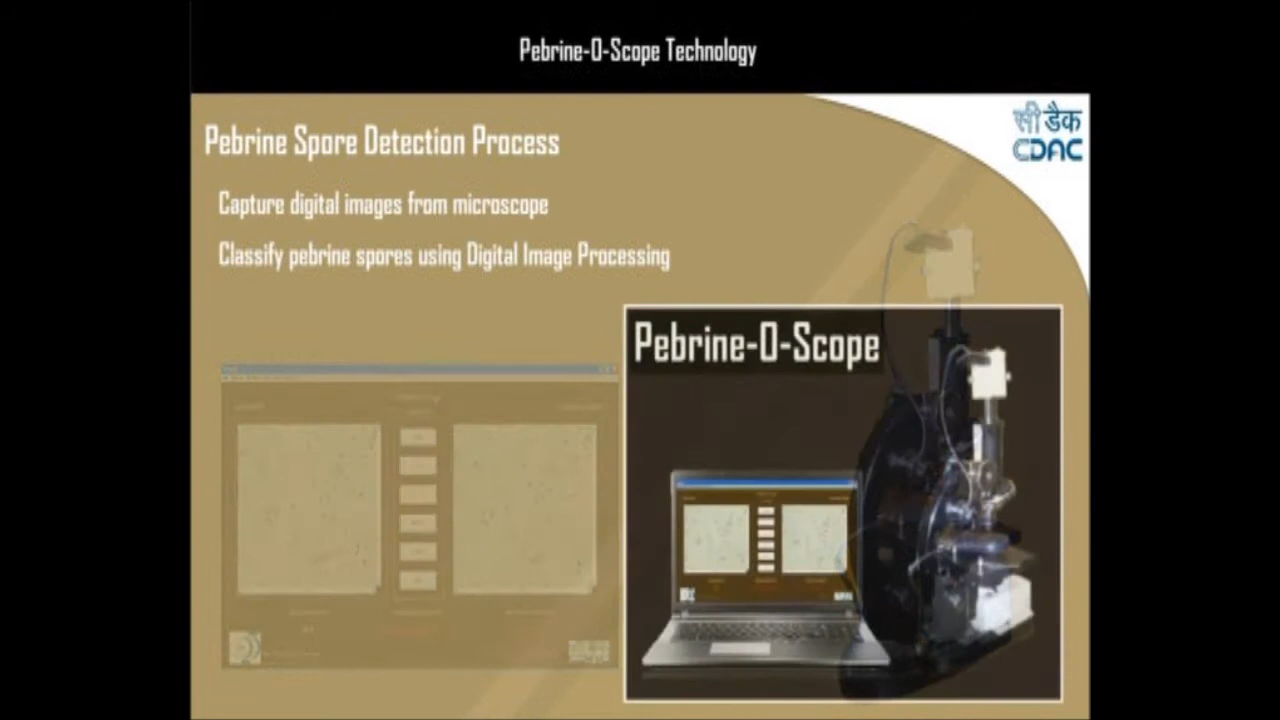 Pebrine-O-Scope Technology
सी डैक
CDAC
Pebrine Spore Detection Process
Capture digital images from microscope
Classify pebrine spores using Digital Image Processing
Pebrine-O-Scope